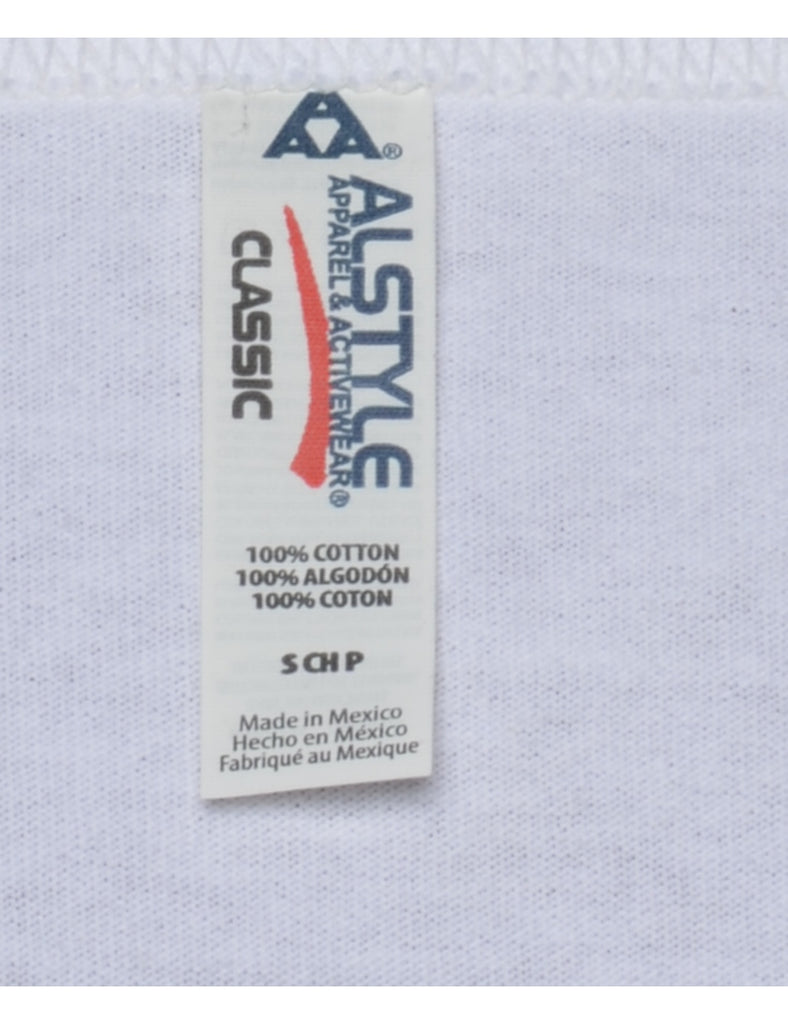 AAA®
ALSTYLE
APPAREL & ACTIVEWEAR®
CLASSIC
100% COTTON
100% ALGODÓN
100% COTON
S CH P
Made in Mexico
Hecho en México
Fabriqué au Mexique